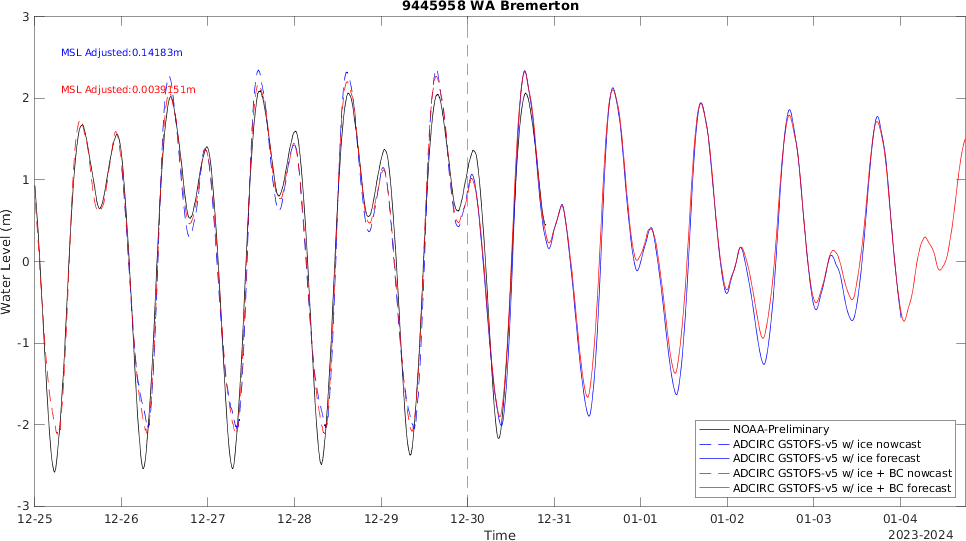 9445958 WA Bremerton
MSL Adjusted:0.14183m
MSL Adjusted:0.0039151m
Water Level (m)
3
2
1
0
-1
-2
-3
NOAA-Preliminary
ADCIRC GSTOFS-v5 w/ ice nowcast
ADCIRC GSTOFS-v5 w/ ice forecast
ADCIRC GSTOFS-v5 w/ ice + BC nowcast
ADCIRC GSTOFS-v5 w/ ice + BC forecast
12-25 12-26 12-27 12-28 12-29 12-30 12-31 01-01 01-02 01-03 01-04
Time
2023-2024